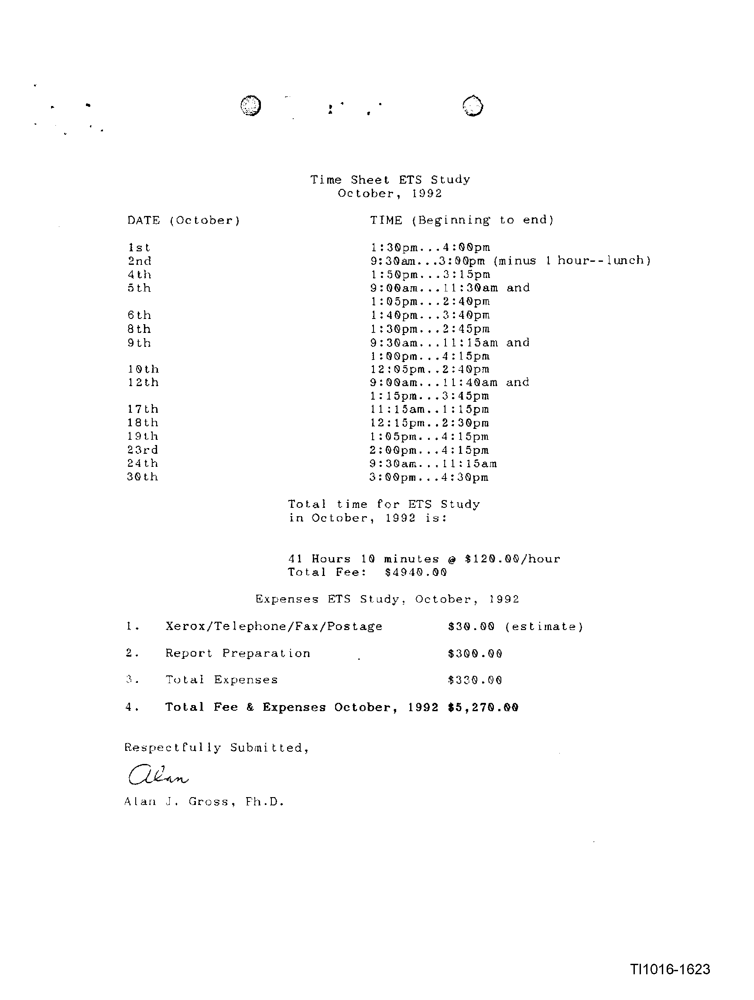 Time Sheet ETS Study
October, 1992
DATE (October) TIME (Beginning to end)
1st 1:30pm...4:00pm
2nd 9:30am...3:00pm (minus 1 hour--lunch)
4th 1:50pm...3:15pm
5th 9:00am...11:30am and
1:05pm...2:40pm
6th 1:40pm...3:40pm
8th 1:30pm...2:45pm
9th 9:30am...11:15am and
1:00pm...4:15pm
10th 12:05pm..2:40pm
12th 9:00am...11:40am and
1:15pm...3:45pm
17th 11:15am..1:15pm
18th 12:15pm..2:30pm
19th 1:05pm...4:15pm
23rd 2:00pm...4:15pm
24th 9:30am...11:15am
30th 3:00pm...4:30pm
Total time for ETS Study
in October, 1992 is:
41 Hours 10 minutes @ $120.00/hour
Total Fee: $4940.00
Expenses ETS Study, October, 1992
1. Xerox/Telephone/Fax/Postage $30.00 (estimate)
2. Report Preparation $300.00
3. Total Expenses $330.00
4. Total Fee & Expenses October, 1992 $5,270.00
Respectfully Submitted,
Alan
Alan J. Gross, Ph.D.
TI1016-1623